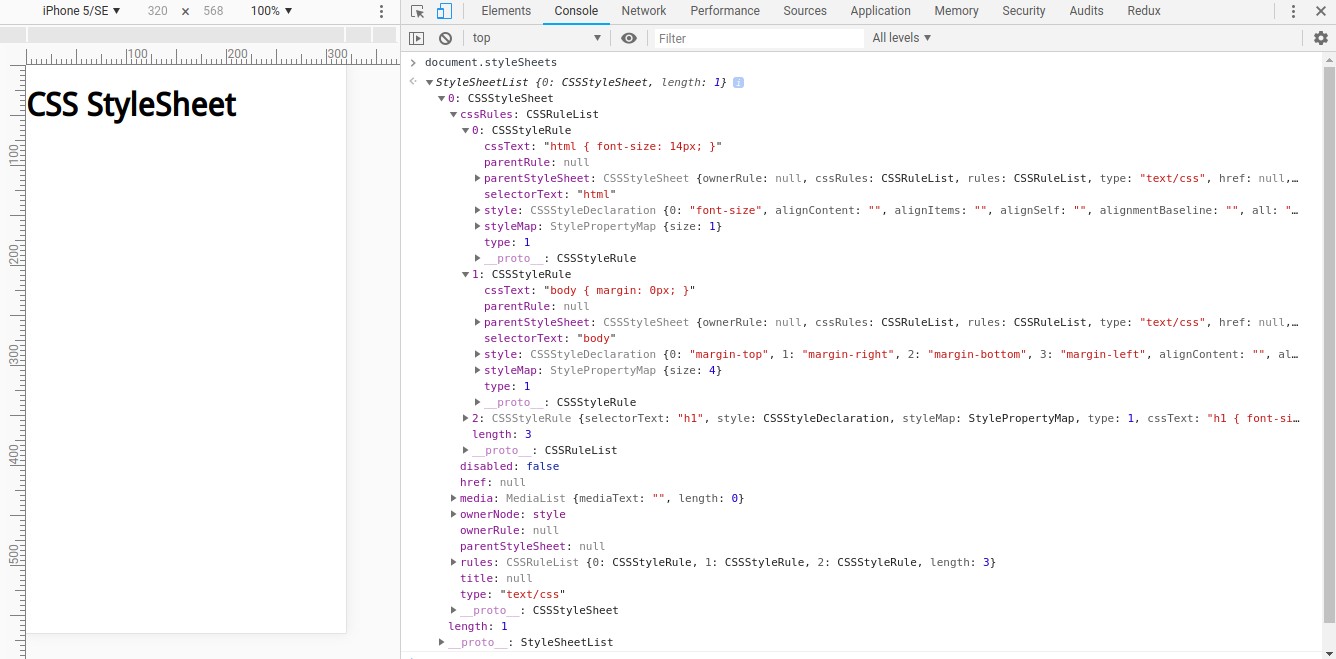 iPhone 5/SE ▼ 320 × 568 100% ▼
Elements Console Network Performance Sources Application Memory Security Audits Redux
top ▼ Filter All levels ▼
100 200 300
CSS StyleSheet
100
200
300
400
500
> document.styleSheets
▼StyleSheetList {0: CSSStyleSheet, length: 1} i
▼0: CSSStyleSheet
▼cssRules: CSSRuleList
▼0: CSSStyleRule
cssText: "html { font-size: 14px; }"
parentRule: null
▶parentStyleSheet: CSSStyleSheet {ownerRule: null, cssRules: CSSRuleList, rules: CSSRuleList, type: "text/css", href: null,…
selectorText: "html"
▶style: CSSStyleDeclaration {0: "font-size", alignContent: "", alignItems: "", alignSelf: "", alignmentBaseline: "", all: "…
▶styleMap: StylePropertyMap {size: 1}
type: 1
▶__proto__: CSSStyleRule
▼1: CSSStyleRule
cssText: "body { margin: 0px; }"
parentRule: null
▶parentStyleSheet: CSSStyleSheet {ownerRule: null, cssRules: CSSRuleList, rules: CSSRuleList, type: "text/css", href: null,…
selectorText: "body"
▶style: CSSStyleDeclaration {0: "margin-top", 1: "margin-right", 2: "margin-bottom", 3: "margin-left", alignContent: "", al…
▶styleMap: StylePropertyMap {size: 4}
type: 1
▶__proto__: CSSStyleRule
▶2: CSSStyleRule {selectorText: "h1", style: CSSStyleDeclaration, styleMap: StylePropertyMap, type: 1, cssText: "h1 { font-si…
length: 3
▶__proto__: CSSRuleList
disabled: false
href: null
▶media: MediaList {mediaText: "", length: 0}
▶ownerNode: style
ownerRule: null
parentStyleSheet: null
▶rules: CSSRuleList {0: CSSStyleRule, 1: CSSStyleRule, 2: CSSStyleRule, length: 3}
title: null
type: "text/css"
▶__proto__: CSSStyleSheet
length: 1
▶__proto__: StyleSheetList